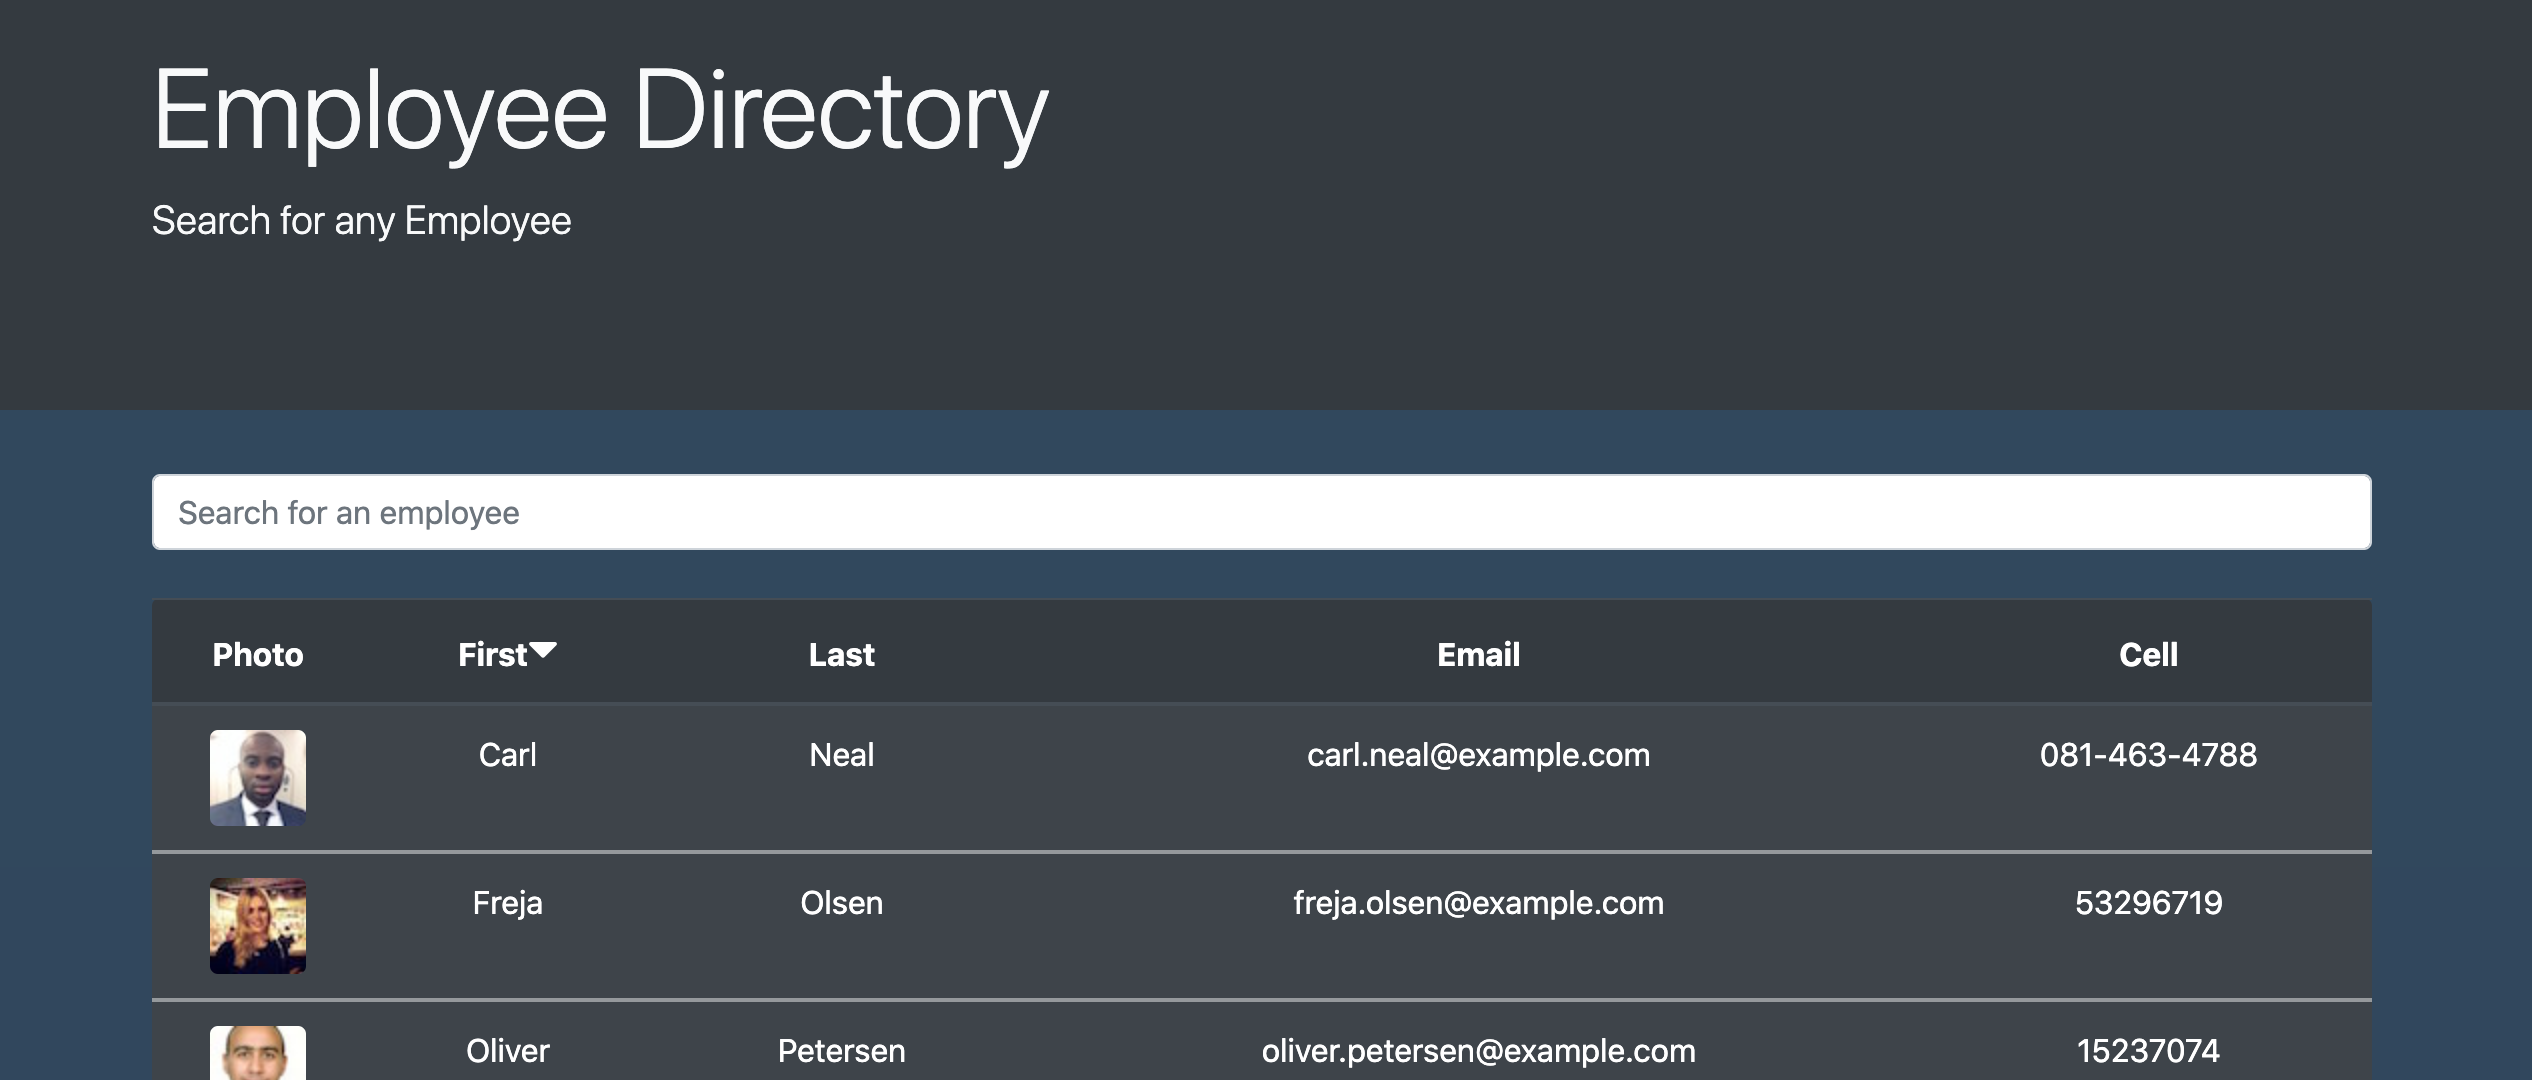 Employee Directory
Search for any Employee
Search for an employee
Photo First Last Email Cell
Carl Neal carl.neal@example.com 081-463-4788
Freja Olsen freja.olsen@example.com 53296719
Oliver Petersen oliver.petersen@example.com 15237074